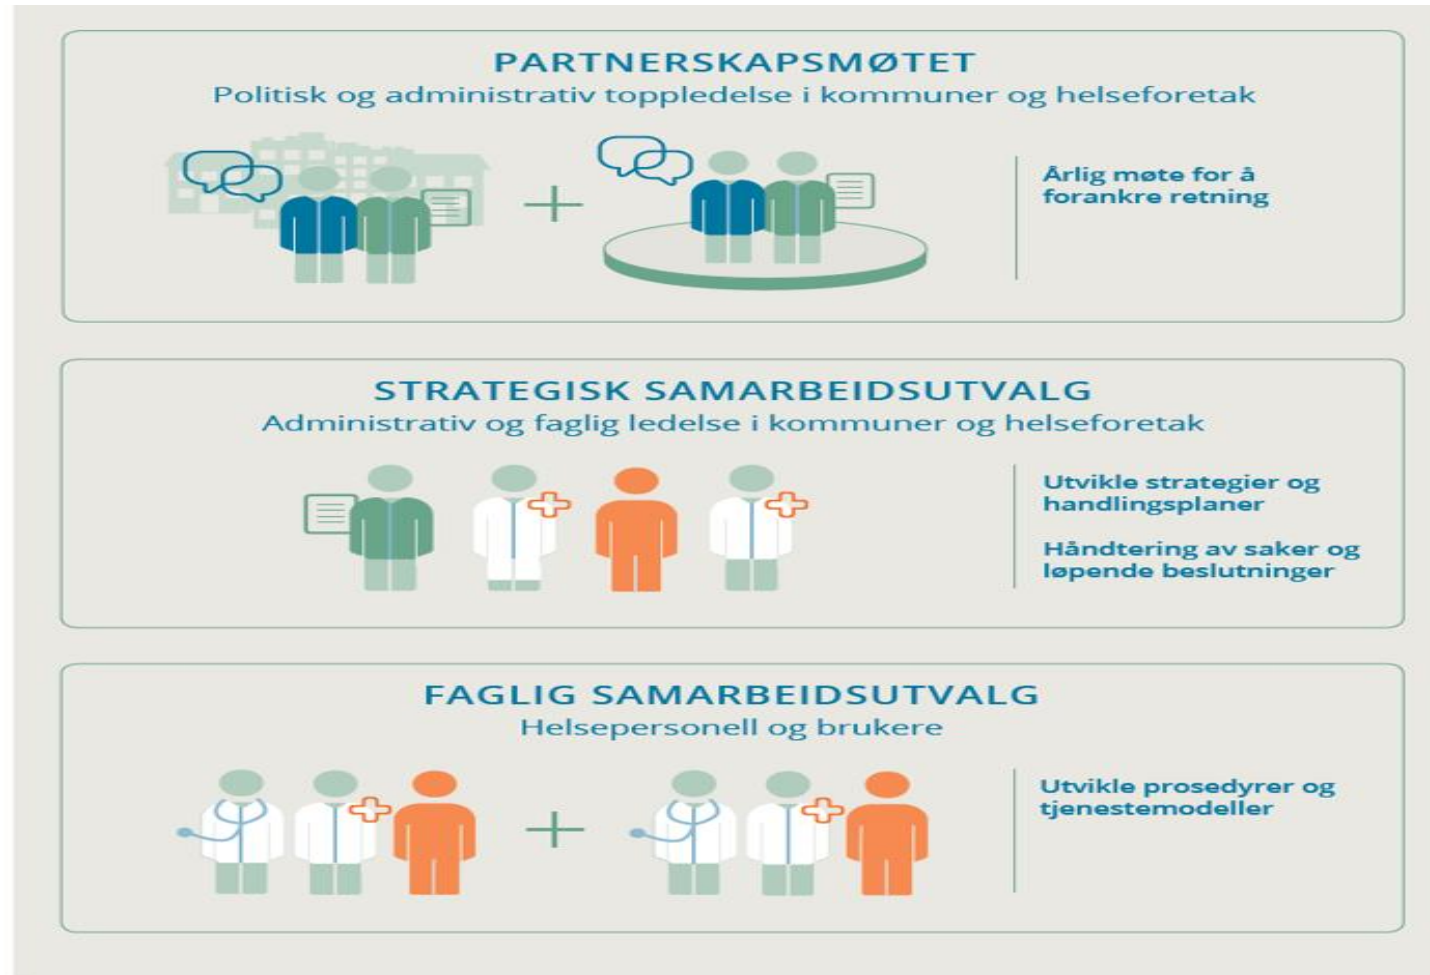 PARTNERSKAPSMØTET
Politisk og administrativ toppledelse i kommuner og helseforetak
Årlig møte for å
forankre retning
STRATEGISK SAMARBEIDSUTVALG
Administrativ og faglig ledelse i kommuner og helseforetak
Utvikle strategier og
handlingsplaner
Håndtering av saker og
løpende beslutninger
FAGLIG SAMARBEIDSUTVALG
Helsepersonell og brukere
Utvikle prosedyrer og
tjenestemodeller